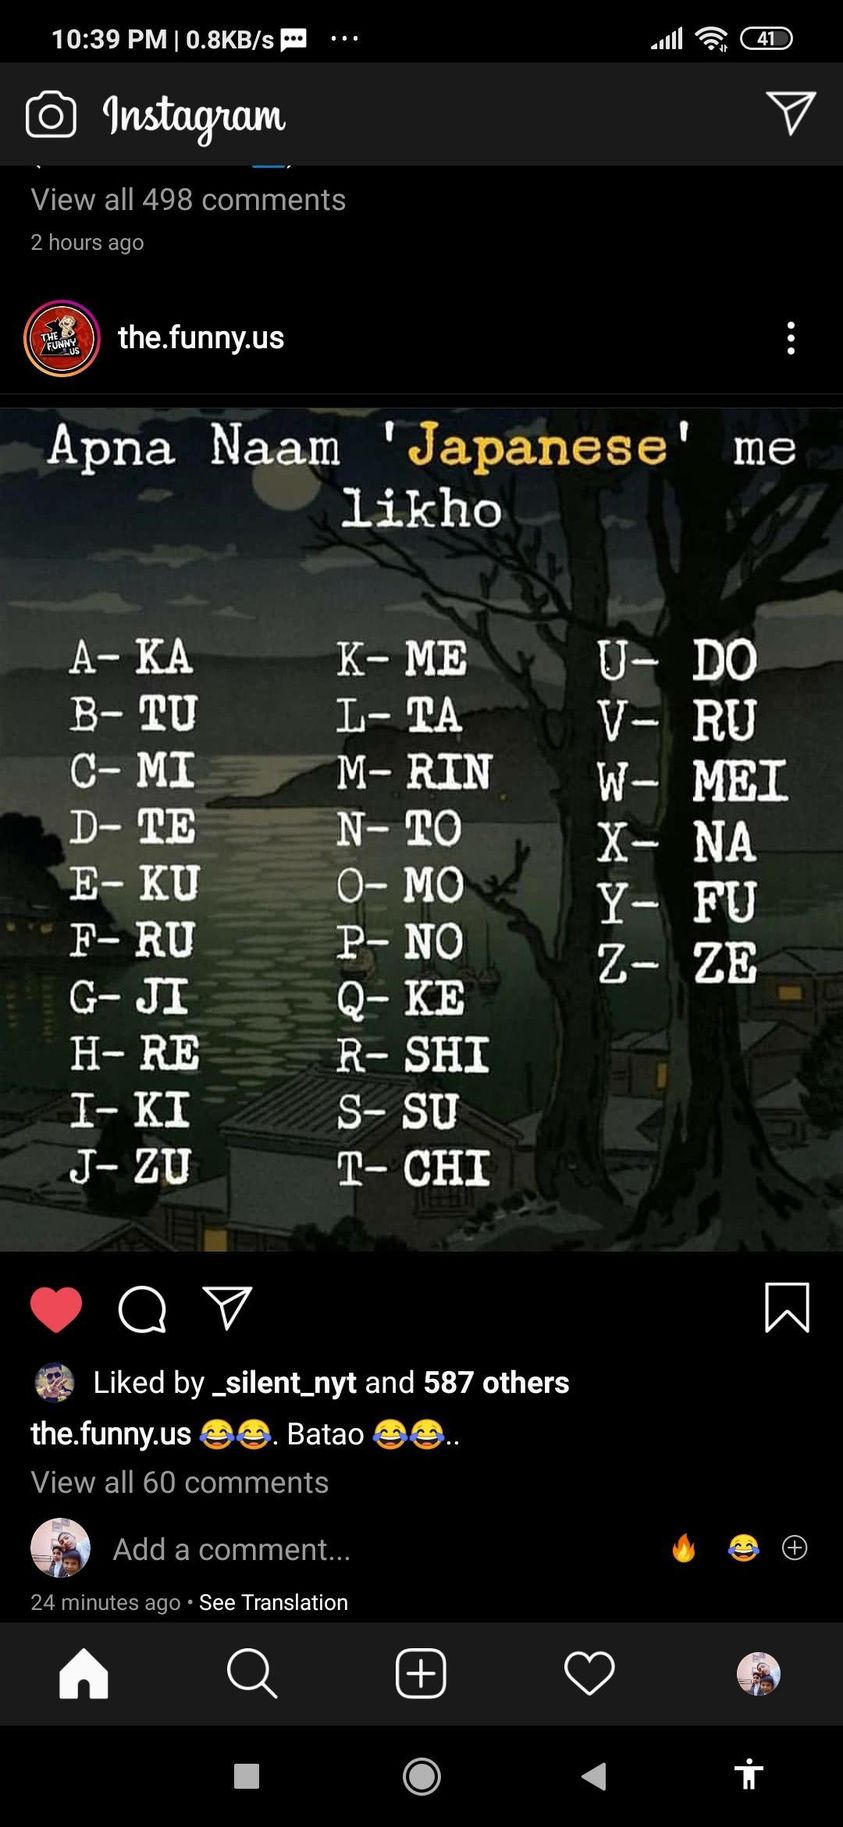 10:39 PM | 0.8KB/s ...
41
Instagram
View all 498 comments
2 hours ago
THE FUNNY US
the.funny.us
Apna Naam 'Japanese' me
likho
A- KA
B- TU
C- MI
D- TE
E- KU
F- RU
G- JI
H- RE
I- KI
J- ZU
K- ME
L- TA
M- RIN
N- TO
O- MO
P- NO
Q- KE
R- SHI
S- SU
T- CHI
U- DO
V- RU
W- MEI
X- NA
Y- FU
Z- ZE
Liked by _silent_nyt and 587 others
the.funny.us 😂😂. Batao 😂😂..
View all 60 comments
Add a comment...
24 minutes ago • See Translation